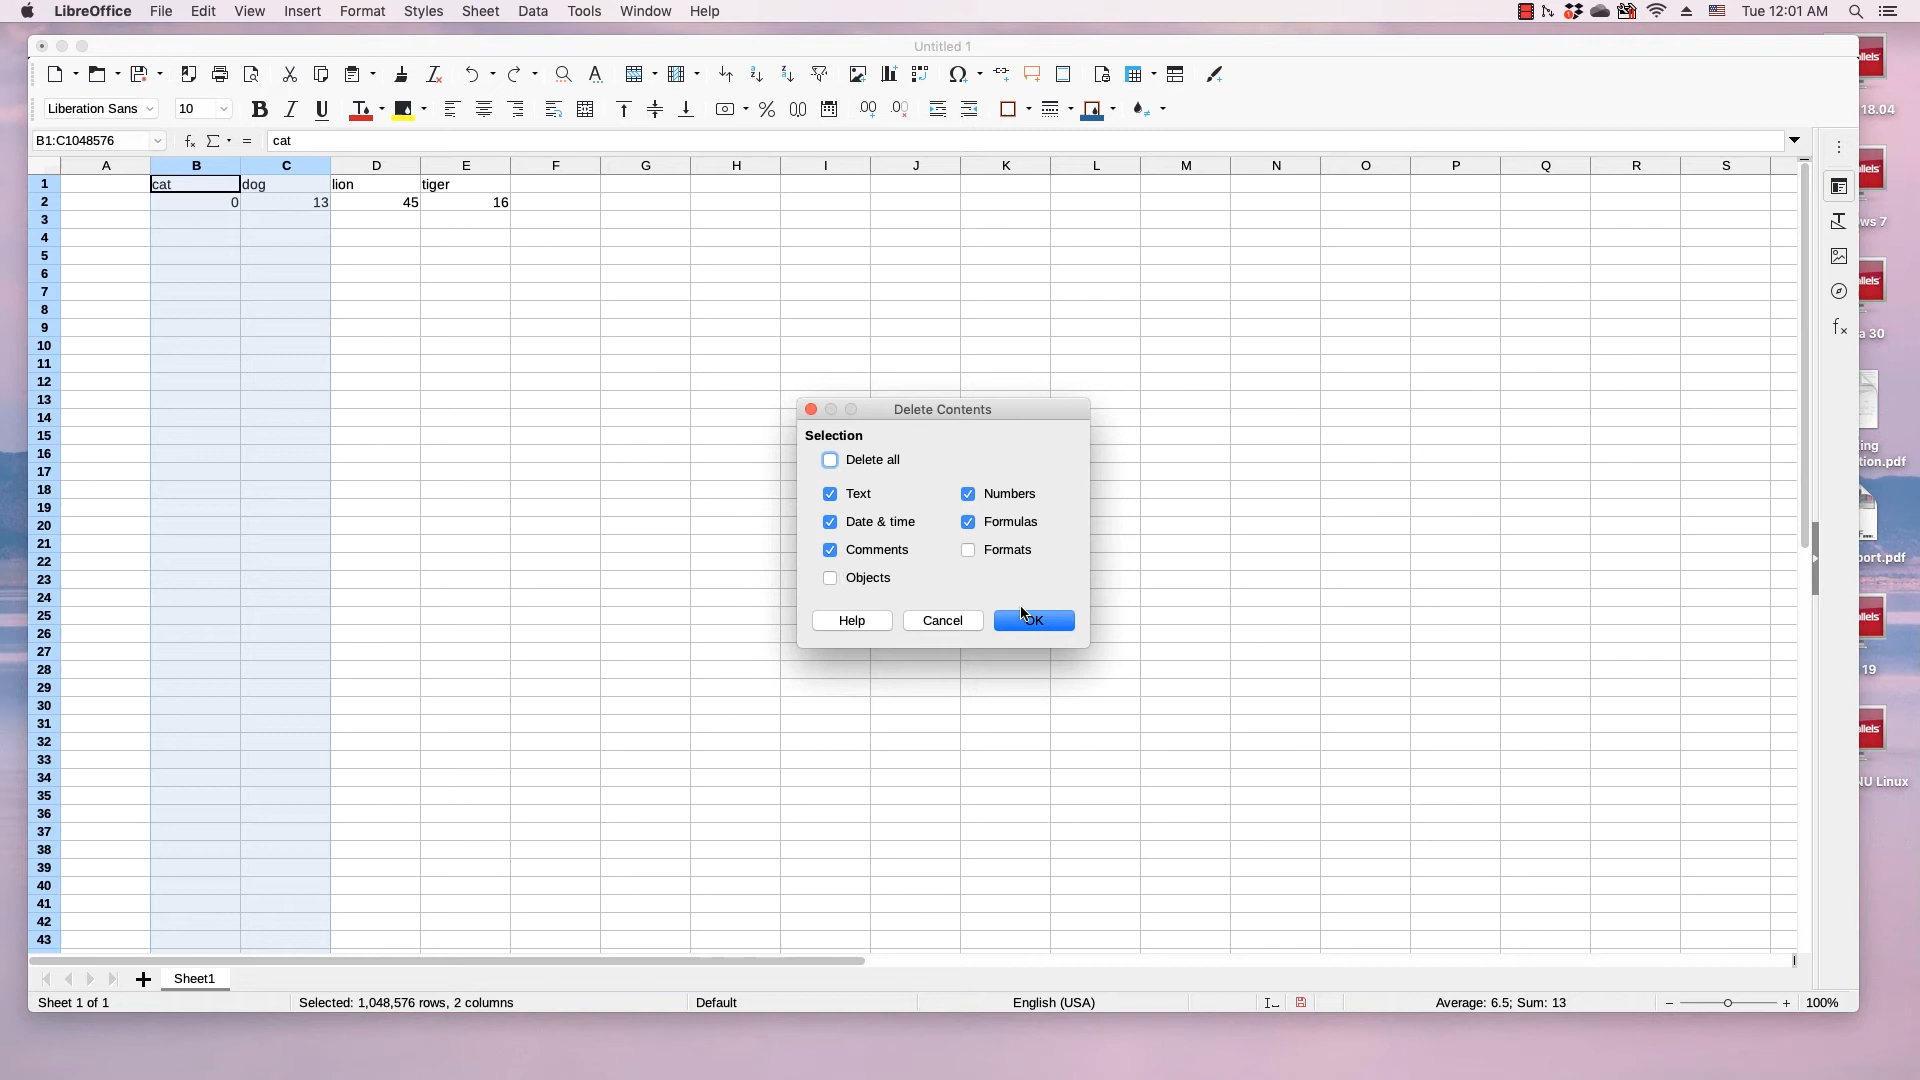 LibreOffice File Edit View Insert Format Styles Sheet Data Tools Window Help Tue 12:01 AM
Untitled 1
Liberation Sans 10
B1:C1048576 cat
A B C D E F G H I J K L M N O P Q R S
1 cat dog lion tiger
2 0 13 45 16
3
4
5
6
7
8
9
10
11
12
13
14
15
16
17
18
19
20
21
22
23
24
25
26
27
28
29
30
31
32
33
34
35
36
37
38
39
40
41
42
43
Delete Contents
Selection
Delete all
Text Numbers
Date & time Formulas
Comments Formats
Objects
Help Cancel OK
18.04
ws 7
a 30
tion.pdf
port.pdf
19
NU Linux
Sheet1
Sheet 1 of 1 Selected: 1,048,576 rows, 2 columns Default English (USA) Average: 6.5; Sum: 13 100%